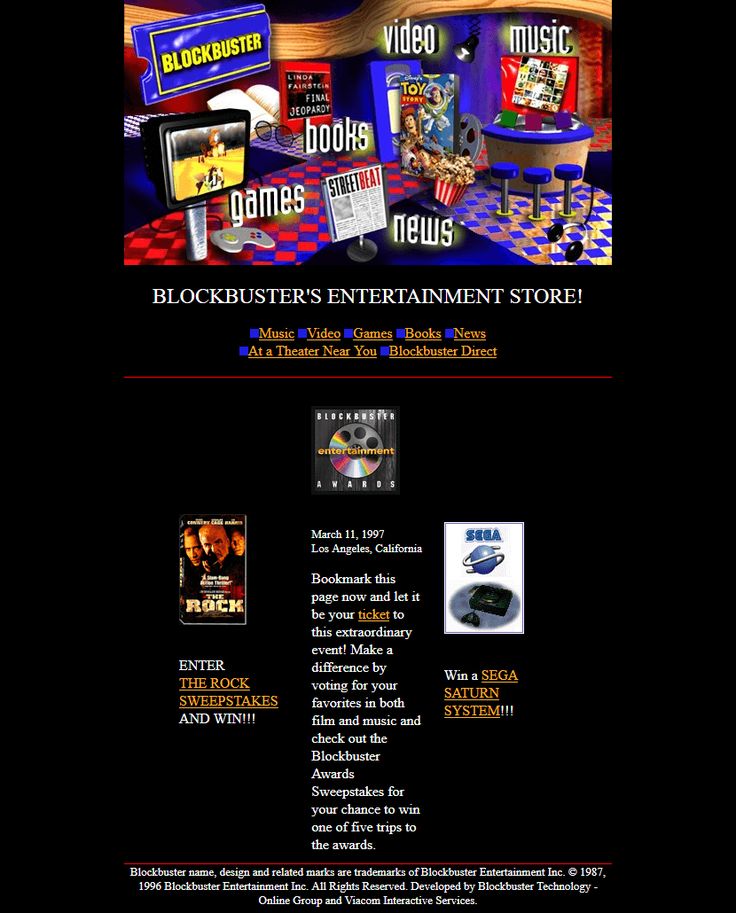 BLOCKBUSTER
video
music
LINDA
FAIRSTEIN
FINAL
JEOPARDY
Disney's
TOY
STORY
books
games
STREETBEAT
news
BLOCKBUSTER'S ENTERTAINMENT STORE!
Music Video Games Books News
At a Theater Near You Blockbuster Direct
BLOCKBUSTER
entertainment
AWARDS
CONNERY CAGE HARRIS
THE
ROCK
ENTER
THE ROCK
SWEEPSTAKES
AND WIN!!!
March 11, 1997
Los Angeles, California
Bookmark this
page now and let it
be your ticket to
this extraordinary
event! Make a
difference by
voting for your
favorites in both
film and music and
check out the
Blockbuster
Awards
Sweepstakes for
your chance to win
one of five trips to
the awards.
SEGA
Win a SEGA
SATURN
SYSTEM!!!
Blockbuster name, design and related marks are trademarks of Blockbuster Entertainment Inc. © 1987,
1996 Blockbuster Entertainment Inc. All Rights Reserved. Developed by Blockbuster Technology -
Online Group and Viacom Interactive Services.